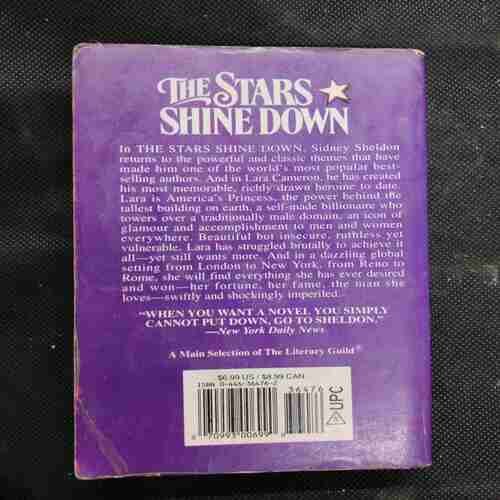 THE STARS
SHINE DOWN
In THE STARS SHINE DOWN, Sidney Sheldon
returns to the powerful and classic themes that have
made him one of the world's most popular best-
selling authors. And in Lara Cameron, he has created
his most memorable, richly drawn heroine to date.
Lara is America's Princess, the power behind the
tallest building on earth, a self-made billionaire who
towers over a traditionally male domain, an icon of
glamour and accomplishment to men and women
everywhere. Beautiful but insecure, ruthless yet
vulnerable. Lara has struggled brutally to achieve it
all—yet still wants more. And in a dazzling global
setting from London to New York, from Reno to
Rome, she will find everything she has ever desired
and won—her fortune, her fame, the man she
loves—swiftly and shockingly imperiled.
"WHEN YOU WANT A NOVEL YOU SIMPLY
CANNOT PUT DOWN, GO TO SHELDON."
—New York Daily News
A Main Selection of The Literary Guild®
$6.99 US / $8.99 CAN
ISBN 0-446-36476-2
36476
UPC
70993 00699